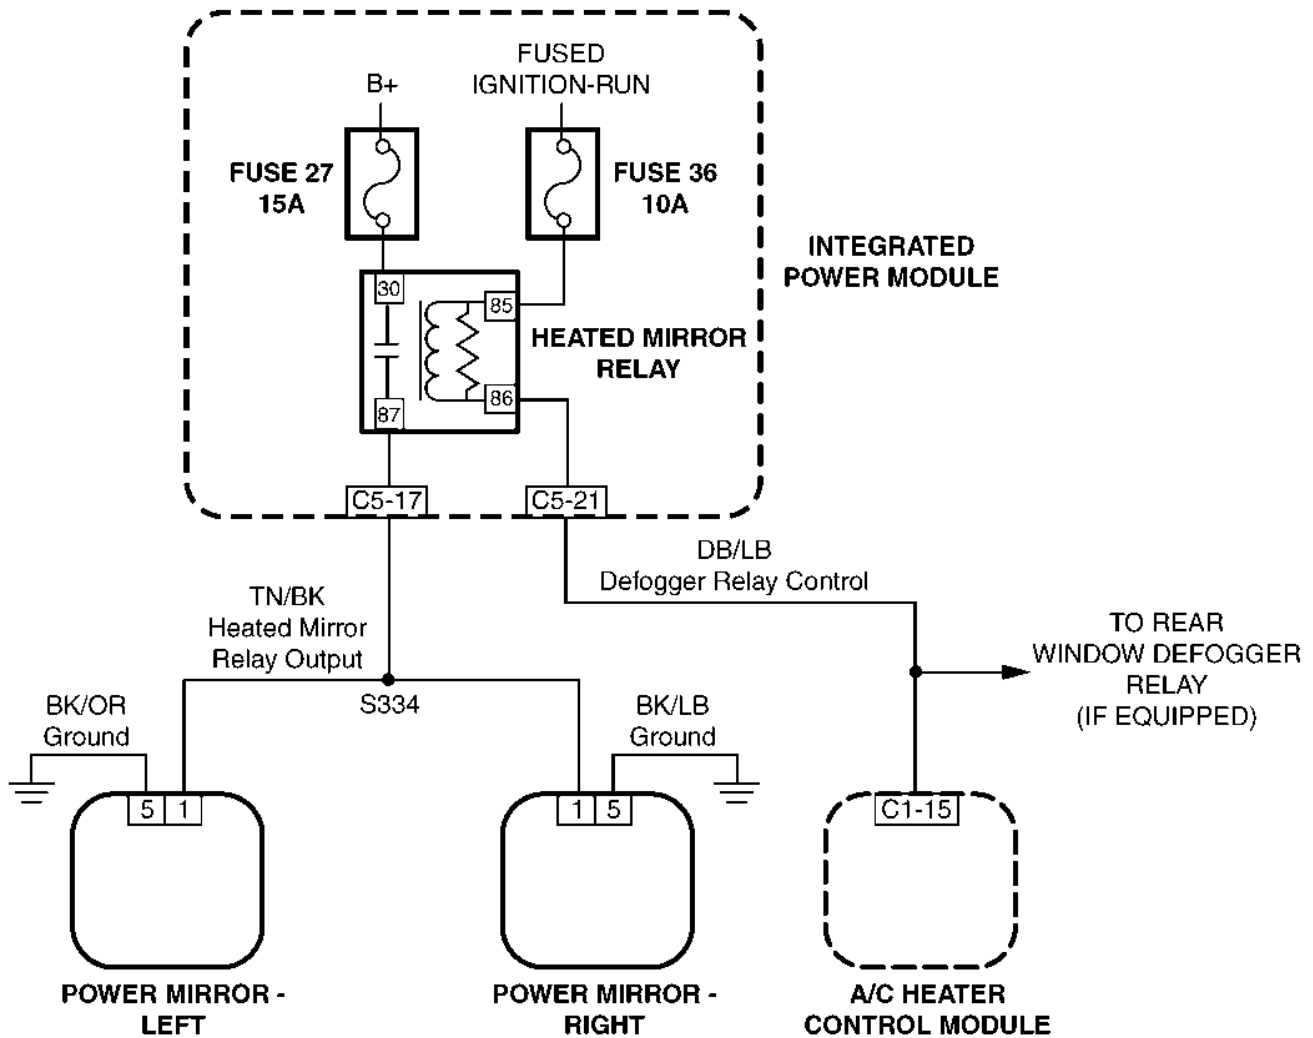 FUSED
IGNITION-RUN
B+
FUSE 27
15A
FUSE 36
10A
INTEGRATED
POWER MODULE
30
85
HEATED MIRROR
RELAY
86
87
C5-17
C5-21
DB/LB
Defogger Relay Control
TN/BK
Heated Mirror
Relay Output
TO REAR
WINDOW DEFOGGER
RELAY
(IF EQUIPPED)
S334
BK/OR
Ground
BK/LB
Ground
5 1
1 5
C1-15
POWER MIRROR -
LEFT
POWER MIRROR -
RIGHT
A/C HEATER
CONTROL MODULE